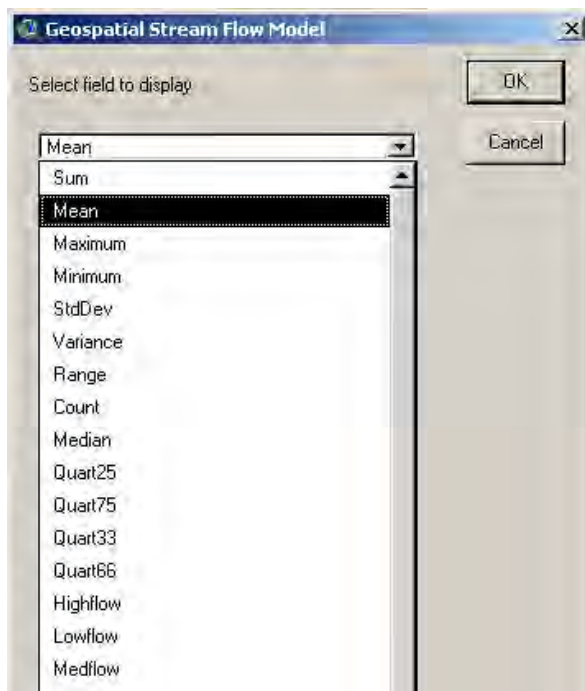 Geospatial Stream Flow Model
Select field to display
OK
Cancel
Mean
Sum
Mean
Maximum
Minimum
StdDev
Variance
Range
Count
Median
Quart25
Quart75
Quart33
Quart66
Highflow
Lowflow
Medflow